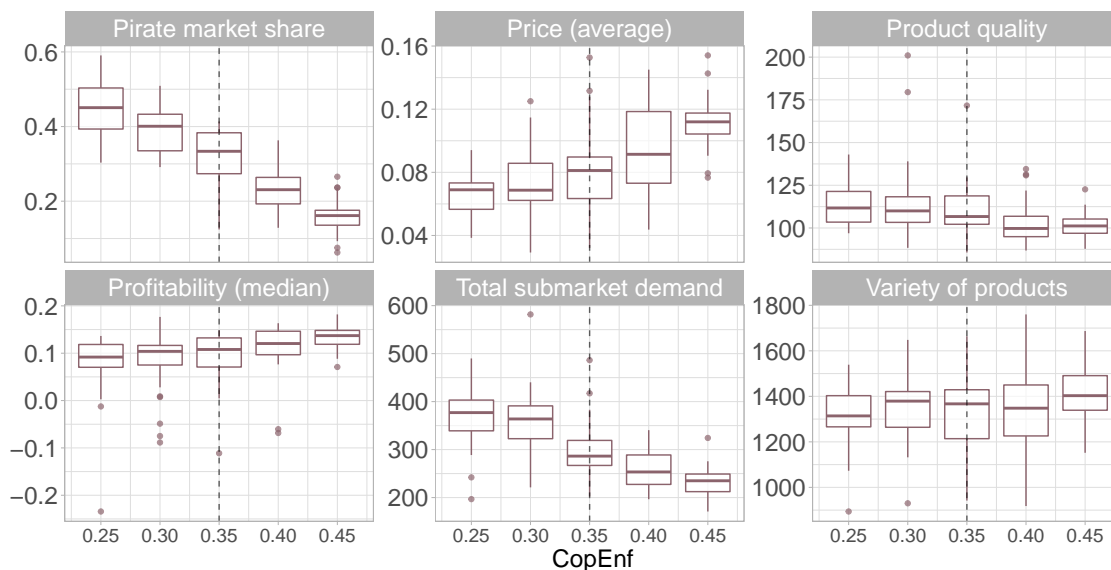 Pirate market share
Price (average)
Product quality
0.6
0.4
0.2
0.16
0.12
0.08
0.04
200
175
150
125
100
Profitability (median)
Total submarket demand
Variety of products
0.2
0.1
0.0
−0.1
−0.2
600
500
400
300
200
1800
1600
1400
1200
1000
0.25 0.30 0.35 0.40 0.45
0.25 0.30 0.35 0.40 0.45
0.25 0.30 0.35 0.40 0.45
CopEnf